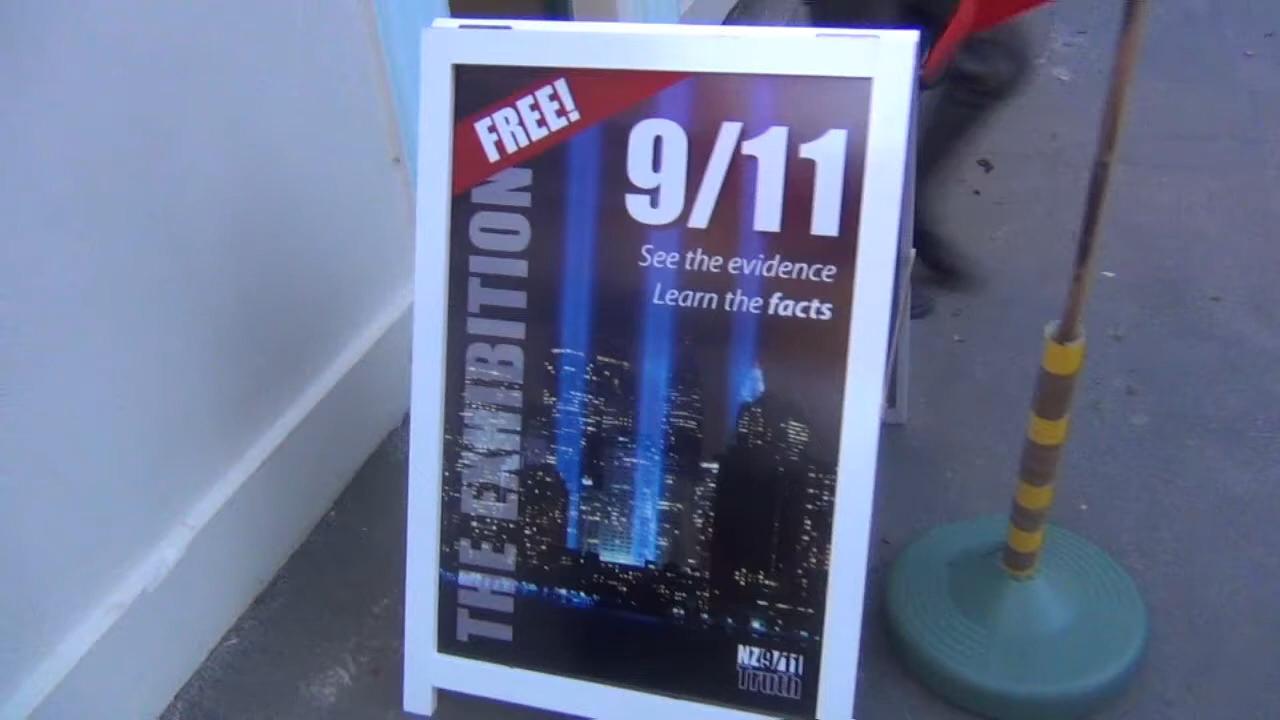 FREE!
9/11
See the evidence
Learn the facts
THE EXHIBITION
NZ9/11
Truth